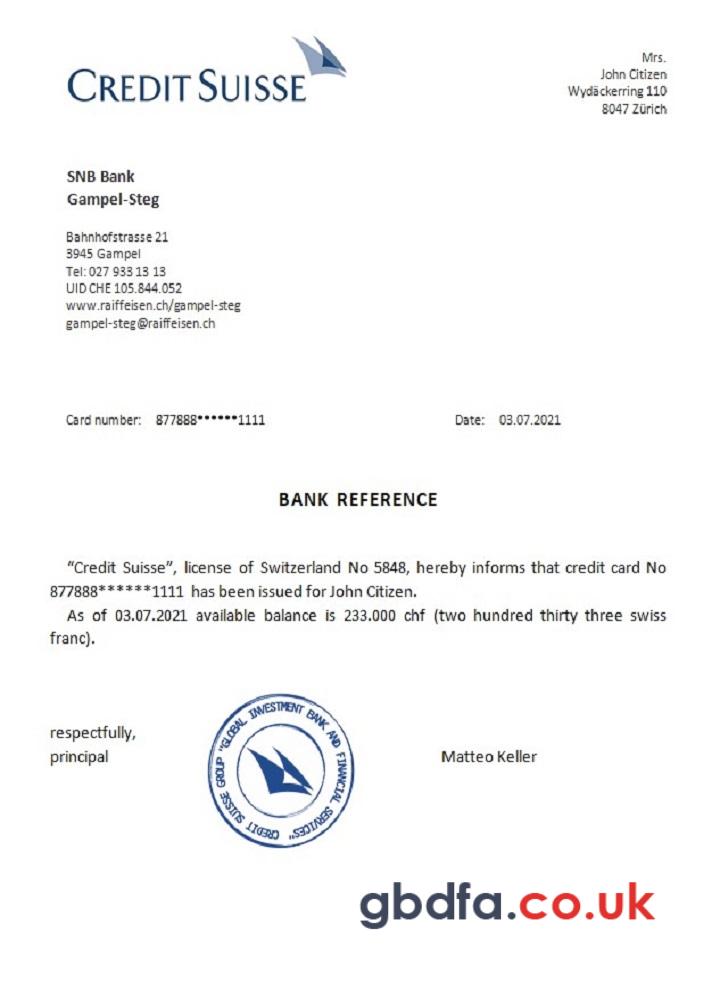 CREDIT SUISSE
Mrs.
John Citizen
Wydäckerring 110
8047 Zürich
SNB Bank
Gampel-Steg
Bahnhofstrasse 21
3945 Gampel
Tel: 027 933 13 13
UID CHE 105.844.052
www.raiffeisen.ch/gampel-steg
gampel-steg@raiffeisen.ch
Card number: 877888******1111 Date: 03.07.2021
BANK REFERENCE
“Credit Suisse”, license of Switzerland No 5848, hereby informs that credit card No
877888******1111 has been issued for John Citizen.
As of 03.07.2021 available balance is 233.000 chf (two hundred thirty three swiss
franc).
respectfully,
principal
CREDIT SUISSE GROUP "GLOBAL INVESTMENT BANK AND FINANCIAL SERVICES"
Matteo Keller
gbdfa.co.uk